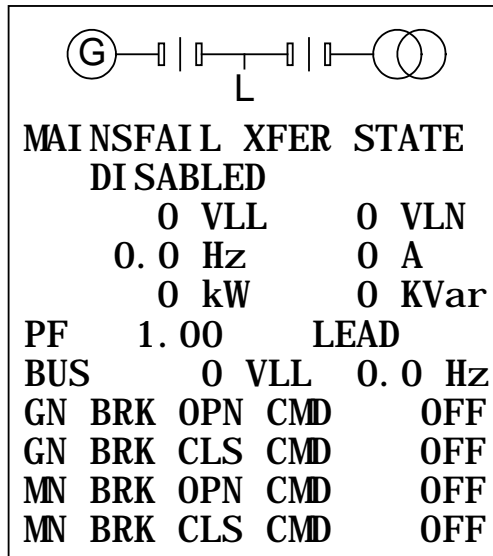 G
L
MAINSFAIL XFER STATE
DISABLED
0 VLL 0 VLN
0.0 Hz 0 A
0 kW 0 KVar
PF 1.00 LEAD
BUS 0 VLL 0.0 Hz
GN BRK OPN CMD OFF
GN BRK CLS CMD OFF
MN BRK OPN CMD OFF
MN BRK CLS CMD OFF